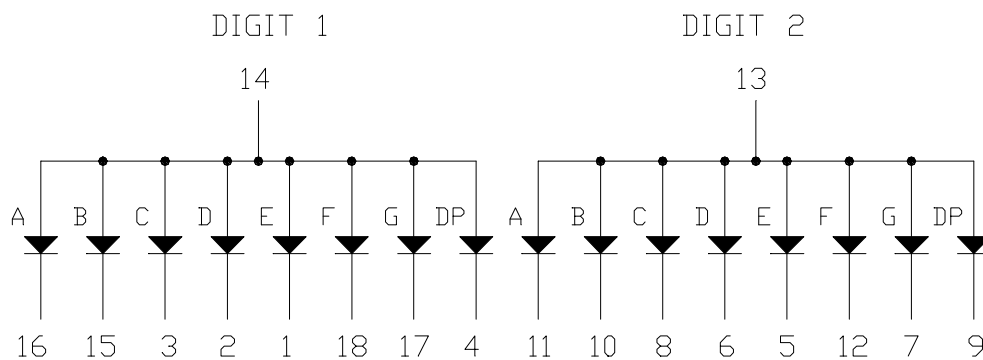 DIGIT 1 DIGIT 2
14 13
A B C D E F G DP A B C D E F G DP
16 15 3 2 1 18 17 4 11 10 8 6 5 12 7 9